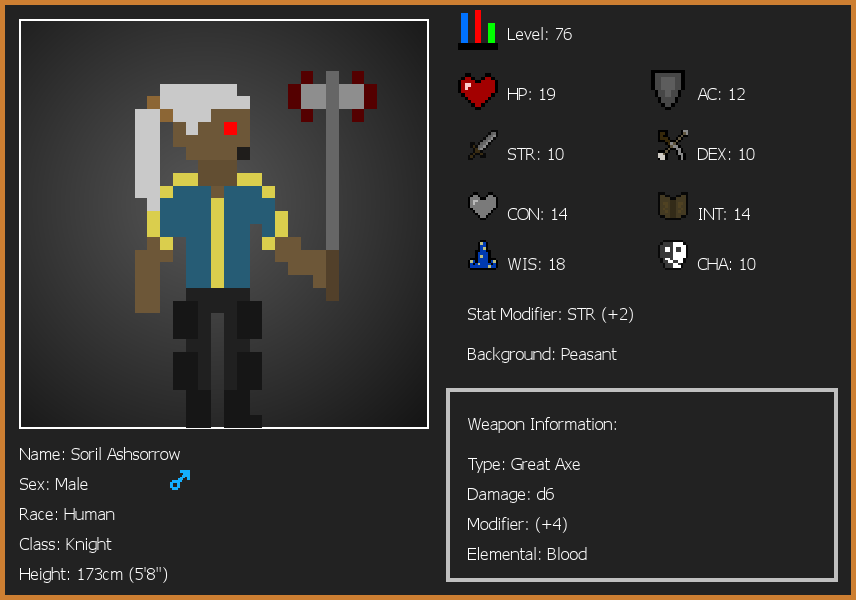 Level: 76
HP: 19
AC: 12
STR: 10
DEX: 10
CON: 14
INT: 14
WIS: 18
CHA: 10
Stat Modifier: STR (+2)
Background: Peasant
Weapon Information:
Type: Great Axe
Damage: d6
Modifier: (+4)
Elemental: Blood
Name: Soril Ashsorrow
Sex: Male
Race: Human
Class: Knight
Height: 173cm (5'8")